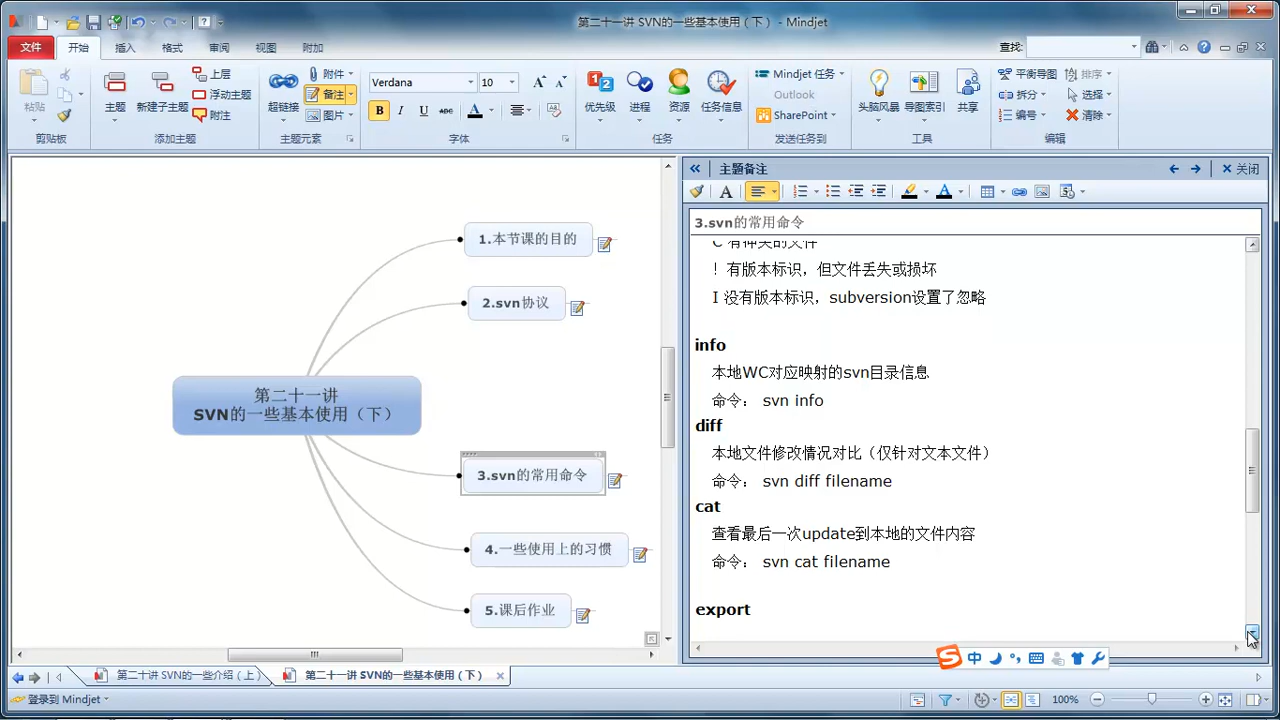 第二十一讲 SVN的一些基本使用（下） - Mindjet
文件
开始
插入
格式
审阅
视图
附加
查找:
粘贴
剪贴板
主题
新建子主题
上层
浮动主题
附注
添加主题
超链接
附件
备注
图片
主题元素
Verdana
10
B I U abc A
字体
优先级
进程
资源
任务信息
任务
Mindjet 任务
Outlook
SharePoint
发送任务到
头脑风暴
导图索引
共享
工具
平衡导图
拆分
编号
排序
选择
清除
编辑
1.本节课的目的
2.svn协议
第二十一讲
SVN的一些基本使用（下）
3.svn的常用命令
4.一些使用上的习惯
5.课后作业
主题备注
关闭
3.svn的常用命令
C 有冲突的文件
！有版本标识，但文件丢失或损坏
I 没有版本标识，subversion设置了忽略
info
本地WC对应映射的svn目录信息
命令： svn info
diff
本地文件修改情况对比（仅针对文本文件）
命令： svn diff filename
cat
查看最后一次update到本地的文件内容
命令： svn cat filename
export
中
第二十讲 SVN的一些介绍（上）
第二十一讲 SVN的一些基本使用（下）
登录到 Mindjet
100%